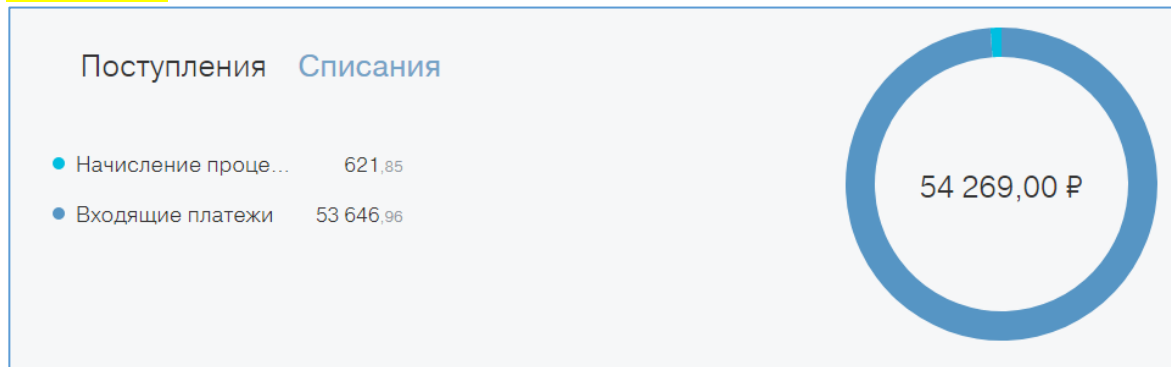 Поступления Списания
Начисление проце... 621,85
Входящие платежи 53 646,96
54 269,00 ₽